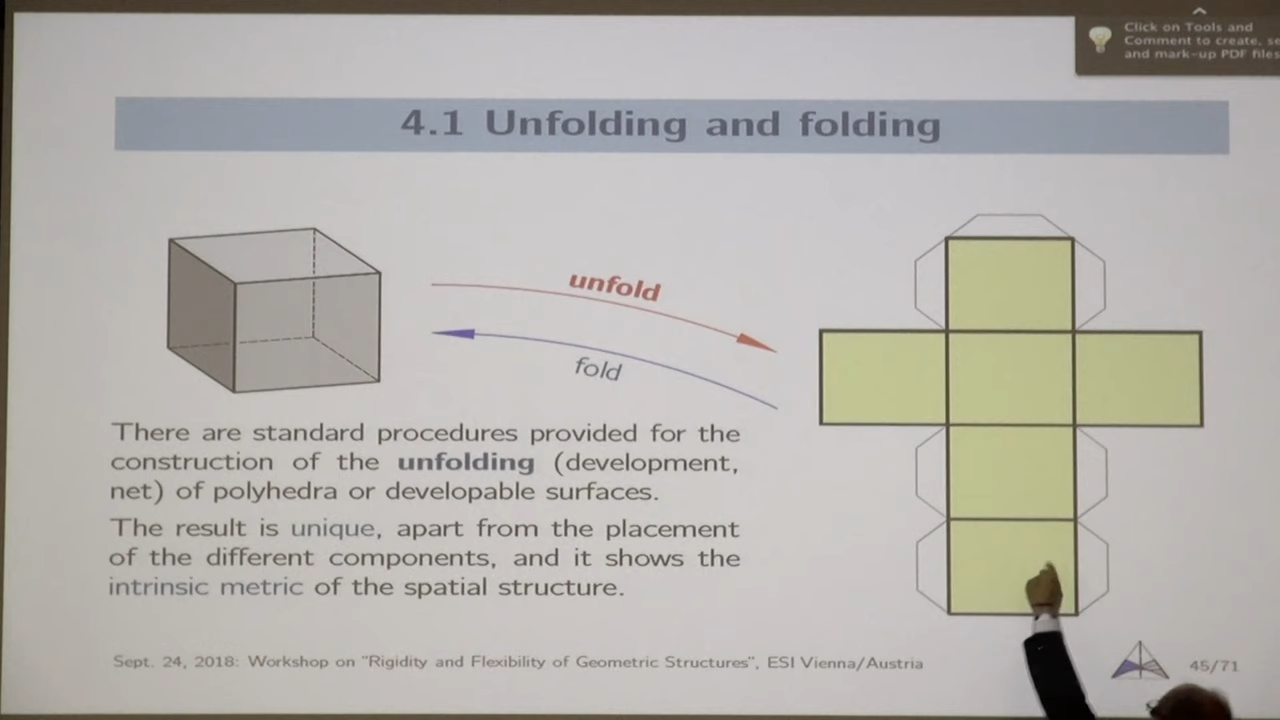 Click on Tools and
Comment to create, se
and mark-up PDF files
4.1 Unfolding and folding
unfold
fold
There are standard procedures provided for the
construction of the unfolding (development,
net) of polyhedra or developable surfaces.
The result is unique, apart from the placement
of the different components, and it shows the
intrinsic metric of the spatial structure.
Sept. 24, 2018: Workshop on "Rigidity and Flexibility of Geometric Structures", ESI Vienna/Austria
45/71